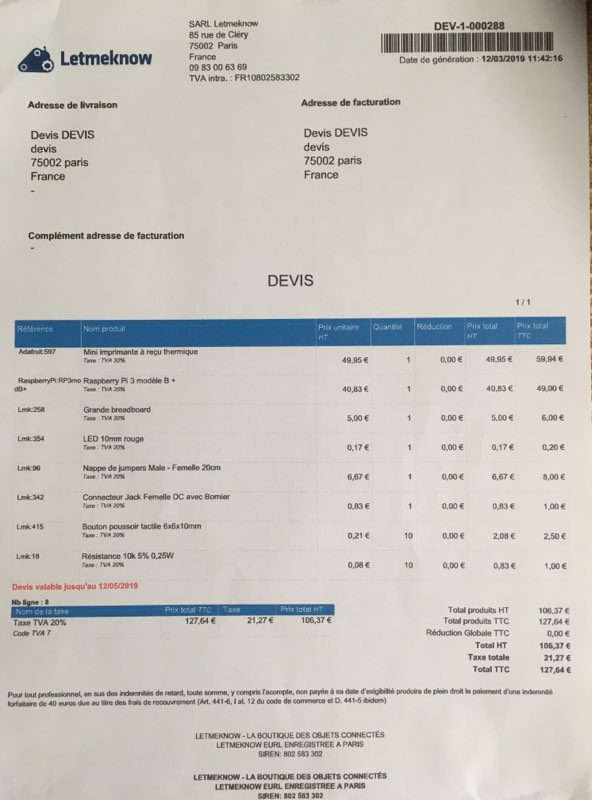 Letmeknow
SARL Letmeknow
85 rue de Cléry
75002 Paris
France
09 83 00 63 69
TVA intra. : FR10802583302
DEV-1-000288
Date de génération : 12/03/2019 11:42:16
Adresse de livraison
Devis DEVIS
devis
75002 paris
France
-
Adresse de facturation
Devis DEVIS
devis
75002 paris
France
Complément adresse de facturation
-
DEVIS
1 / 1
Référence Nom produit Prix unitaire HT Quantité Réduction Prix total HT Prix total TTC
Adafruit:597 Mini imprimante à reçu thermique
Taxe : TVA 20% 49,95 € 1 0,00 € 49,95 € 59,94 €
RaspberryPi:RP3mo Raspberry Pi 3 modèle B +
dB+ Taxe : TVA 20% 40,83 € 1 0,00 € 40,83 € 49,00 €
Lmk:258 Grande breadboard
Taxe : TVA 20% 5,00 € 1 0,00 € 5,00 € 6,00 €
Lmk:354 LED 10mm rouge
Taxe : TVA 20% 0,17 € 1 0,00 € 0,17 € 0,20 €
Lmk:96 Nappe de jumpers Male - Femelle 20cm
Taxe : TVA 20% 6,67 € 1 0,00 € 6,67 € 8,00 €
Lmk:342 Connecteur Jack Femelle DC avec Bornier
Taxe : TVA 20% 0,83 € 1 0,00 € 0,83 € 1,00 €
Lmk:415 Bouton poussoir tactile 6x6x10mm
Taxe : TVA 20% 0,21 € 10 0,00 € 2,08 € 2,50 €
Lmk:18 Résistance 10k 5% 0,25W
Taxe : TVA 20% 0,08 € 10 0,00 € 0,83 € 1,00 €
Devis valable jusqu'au 12/05/2019
Nb ligne : 8
Nom de la taxe Prix total TTC Taxe Prix total HT
Taxe TVA 20% 127,64 € 21,27 € 106,37 €
Code TVA 7
Total produits HT 106,37 €
Total produits TTC 127,64 €
Réduction Globale TTC 0,00 €
Total HT 106,37 €
Taxe totale 21,27 €
Total TTC 127,64 €
Pour tout professionnel, en sus des indemnités de retard, toute somme, y compris l'acompte, non payée à sa date d'exigibilité produira de plein droit le paiement d'une indemnité
forfaitaire de 40 euros due au titre des frais de recouvrement (Art. 441-6, I al. 12 du code de commerce et D. 441-5 ibidem)
LETMEKNOW - LA BOUTIQUE DES OBJETS CONNECTÉS
LETMEKNOW EURL ENREGISTREE A PARIS
SIREN: 802 583 302
LETMEKNOW - LA BOUTIQUE DES OBJETS CONNECTÉS
LETMEKNOW EURL ENREGISTREE A PARIS
SIREN: 802 583 302